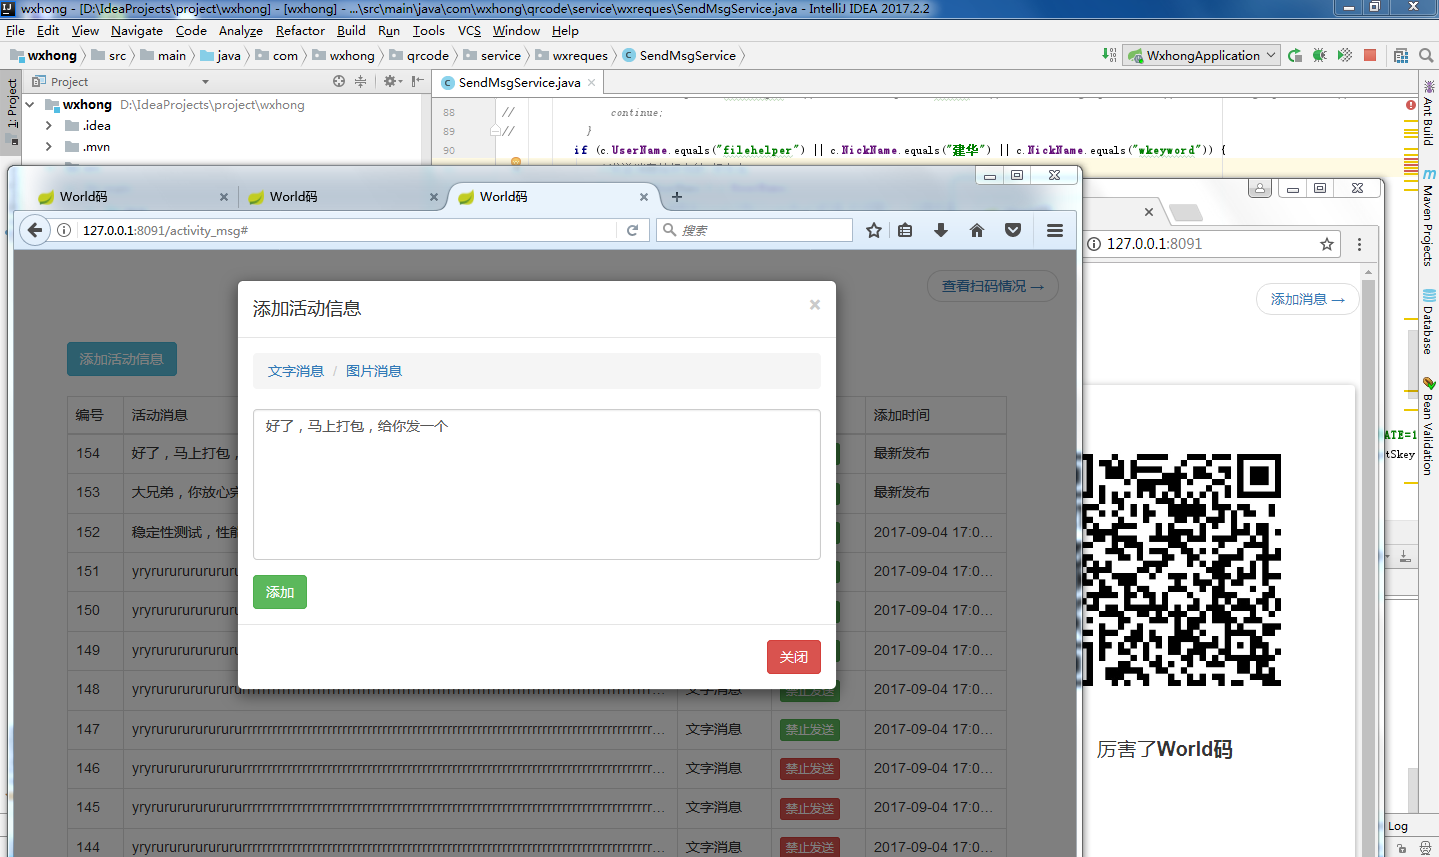 wxhong - [D:\IdeaProjects\project\wxhong] - [wxhong] - ...\src\main\java\com\wxhong\qrcode\service\wxreques\SendMsgService.java - IntelliJ IDEA 2017.2.2
File Edit View Navigate Code Analyze Refactor Build Run Tools VCS Window Help
wxhong src main java com wxhong qrcode service wxreques SendMsgService
WxhongApplication
1: Project
Project
SendMsgService.java
wxhong D:\IdeaProjects\project\wxhong
.idea
.mvn
88 // continue;
89 // }
90 if (c.UserName.equals("filehelper") || c.NickName.equals("建华") || c.NickName.equals("wkeyword")) {
Ant Build
Maven Projects
Database
Bean Validation
World码 World码 World码
127.0.0.1:8091/activity_msg#
搜索
查看扫码情况 →
添加活动信息
添加活动信息 ×
文字消息 / 图片消息
好了，马上打包，给你发一个
添加
关闭
编号 活动消息 添加时间
154 好了，马上打包， 最新发布
153 大兄弟，你放心 最新发布
152 稳定性测试，性能 2017-09-04 17:0...
151 yryrurururururururu 2017-09-04 17:0...
150 yryrurururururururu 2017-09-04 17:0...
149 yryrurururururururu 2017-09-04 17:0...
148 文字消息 禁止发送 2017-09-04 17:0...
147 文字消息 禁止发送 2017-09-04 17:0...
146 文字消息 禁止发送 2017-09-04 17:0...
145 文字消息 禁止发送 2017-09-04 17:0...
144 文字消息 禁止发送 2017-09-04 17:0...
127.0.0.1:8091
添加消息 →
厉害了World码
ATE=1
tSkey
Log